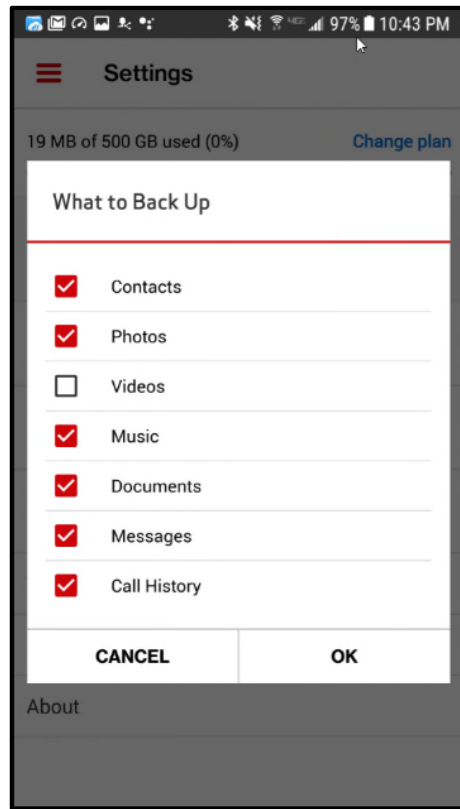 97% 10:43 PM
Settings
19 MB of 500 GB used (0%) Change plan
What to Back Up
Contacts
Photos
Videos
Music
Documents
Messages
Call History
CANCEL OK
About